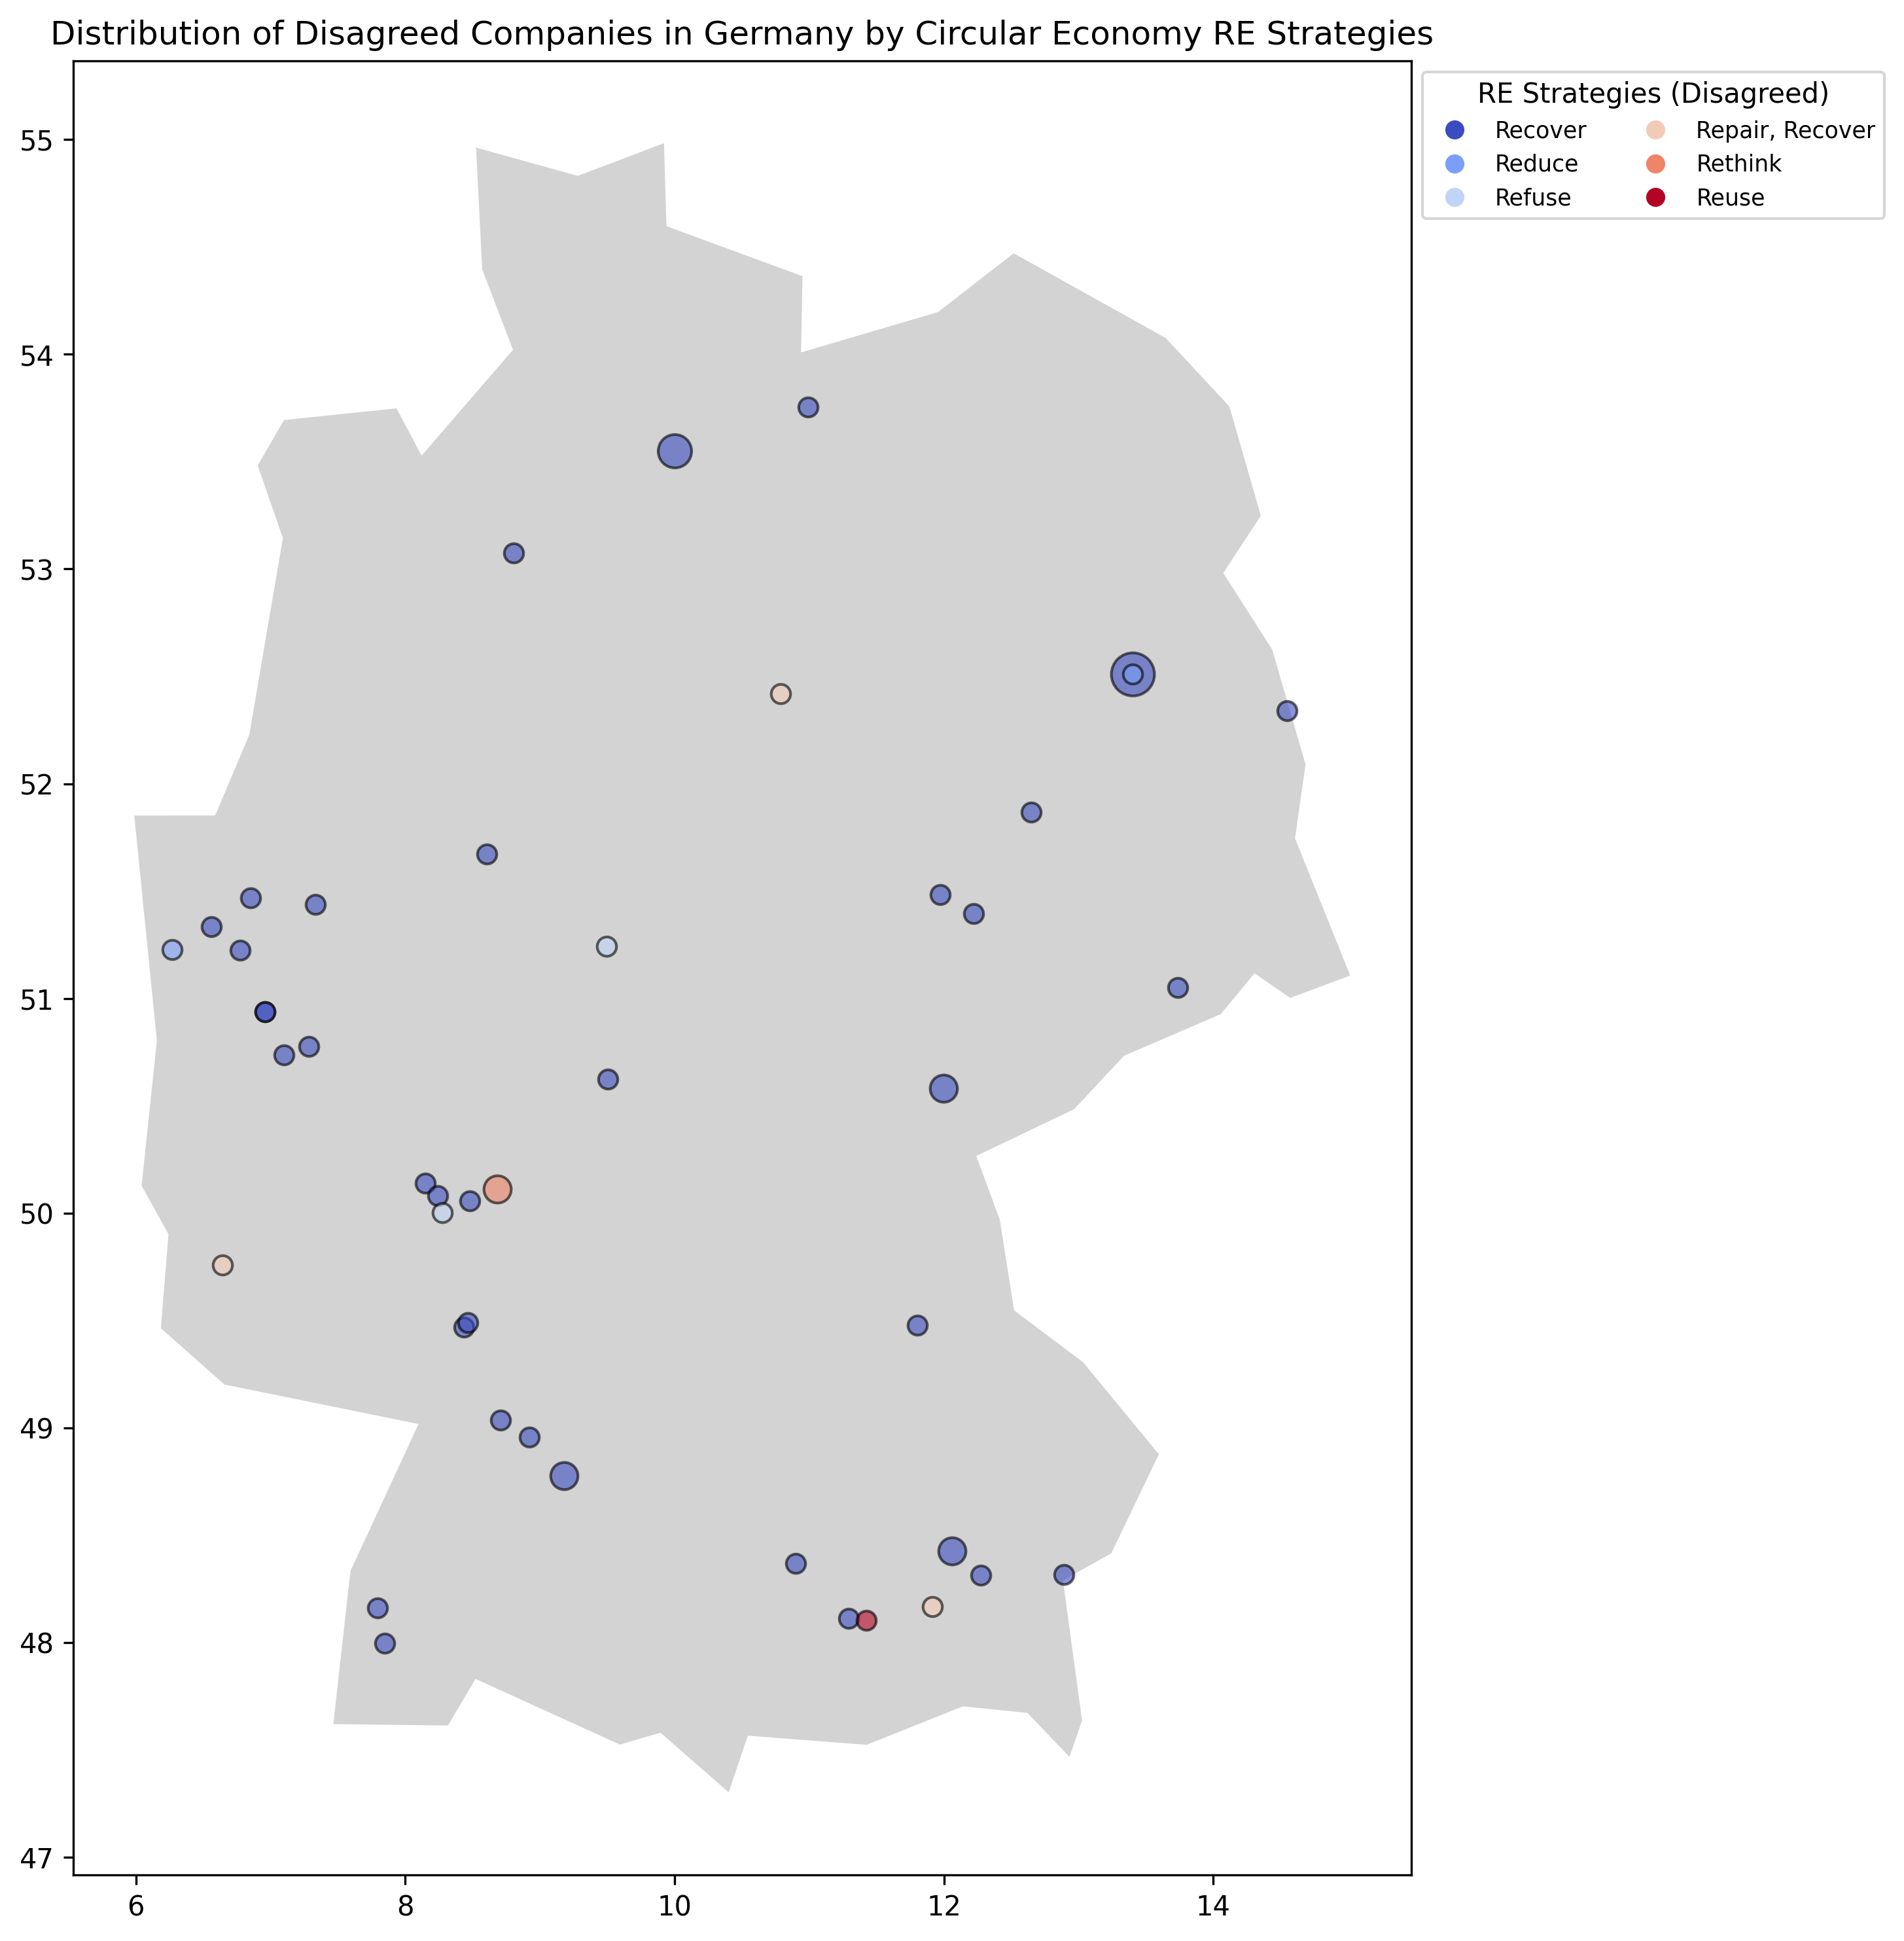 Distribution of Disagreed Companies in Germany by Circular Economy RE Strategies
RE Strategies (Disagreed)
Recover Repair, Recover
Reduce Rethink
Refuse Reuse
55
54
53
52
51
50
49
48
47
6 8 10 12 14